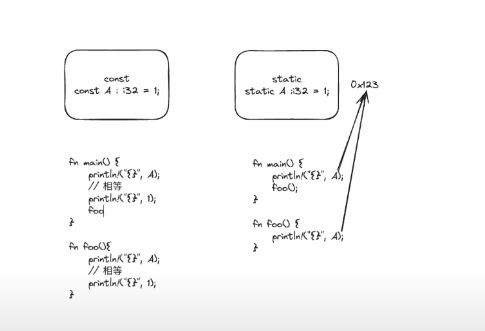 const
const A : i32 = 1;
fn main() {
println!("{}", A);
// 相等
println!("{}", 1);
foo
}
fn foo(){
println!("{}", A);
// 相等
println!("{}", 1);
}
static
static A :i32 = 1;
0x123
fn main() {
println!("{}", A);
foo();
}
fn foo() {
println!("{}", A);
}